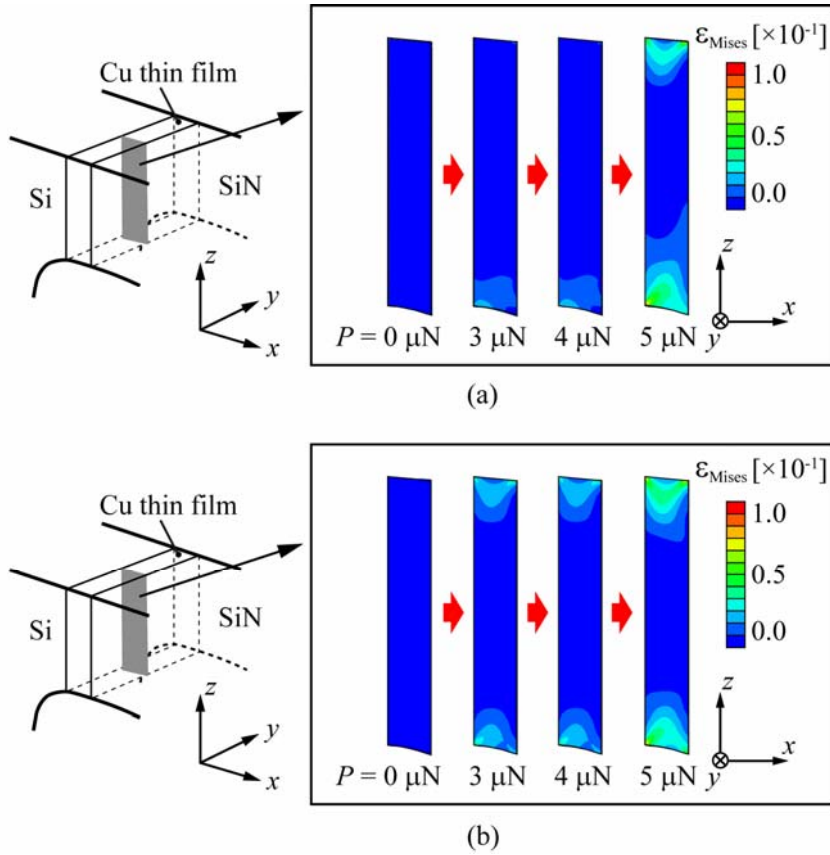 Cu thin film
Si
SiN
z
y
x
εMises [×10⁻¹]
1.0
0.5
0.0
z
x
y
P = 0 μN
3 μN
4 μN
5 μN
(a)
Cu thin film
Si
SiN
z
y
x
εMises [×10⁻¹]
1.0
0.5
0.0
z
x
y
P = 0 μN
3 μN
4 μN
5 μN
(b)